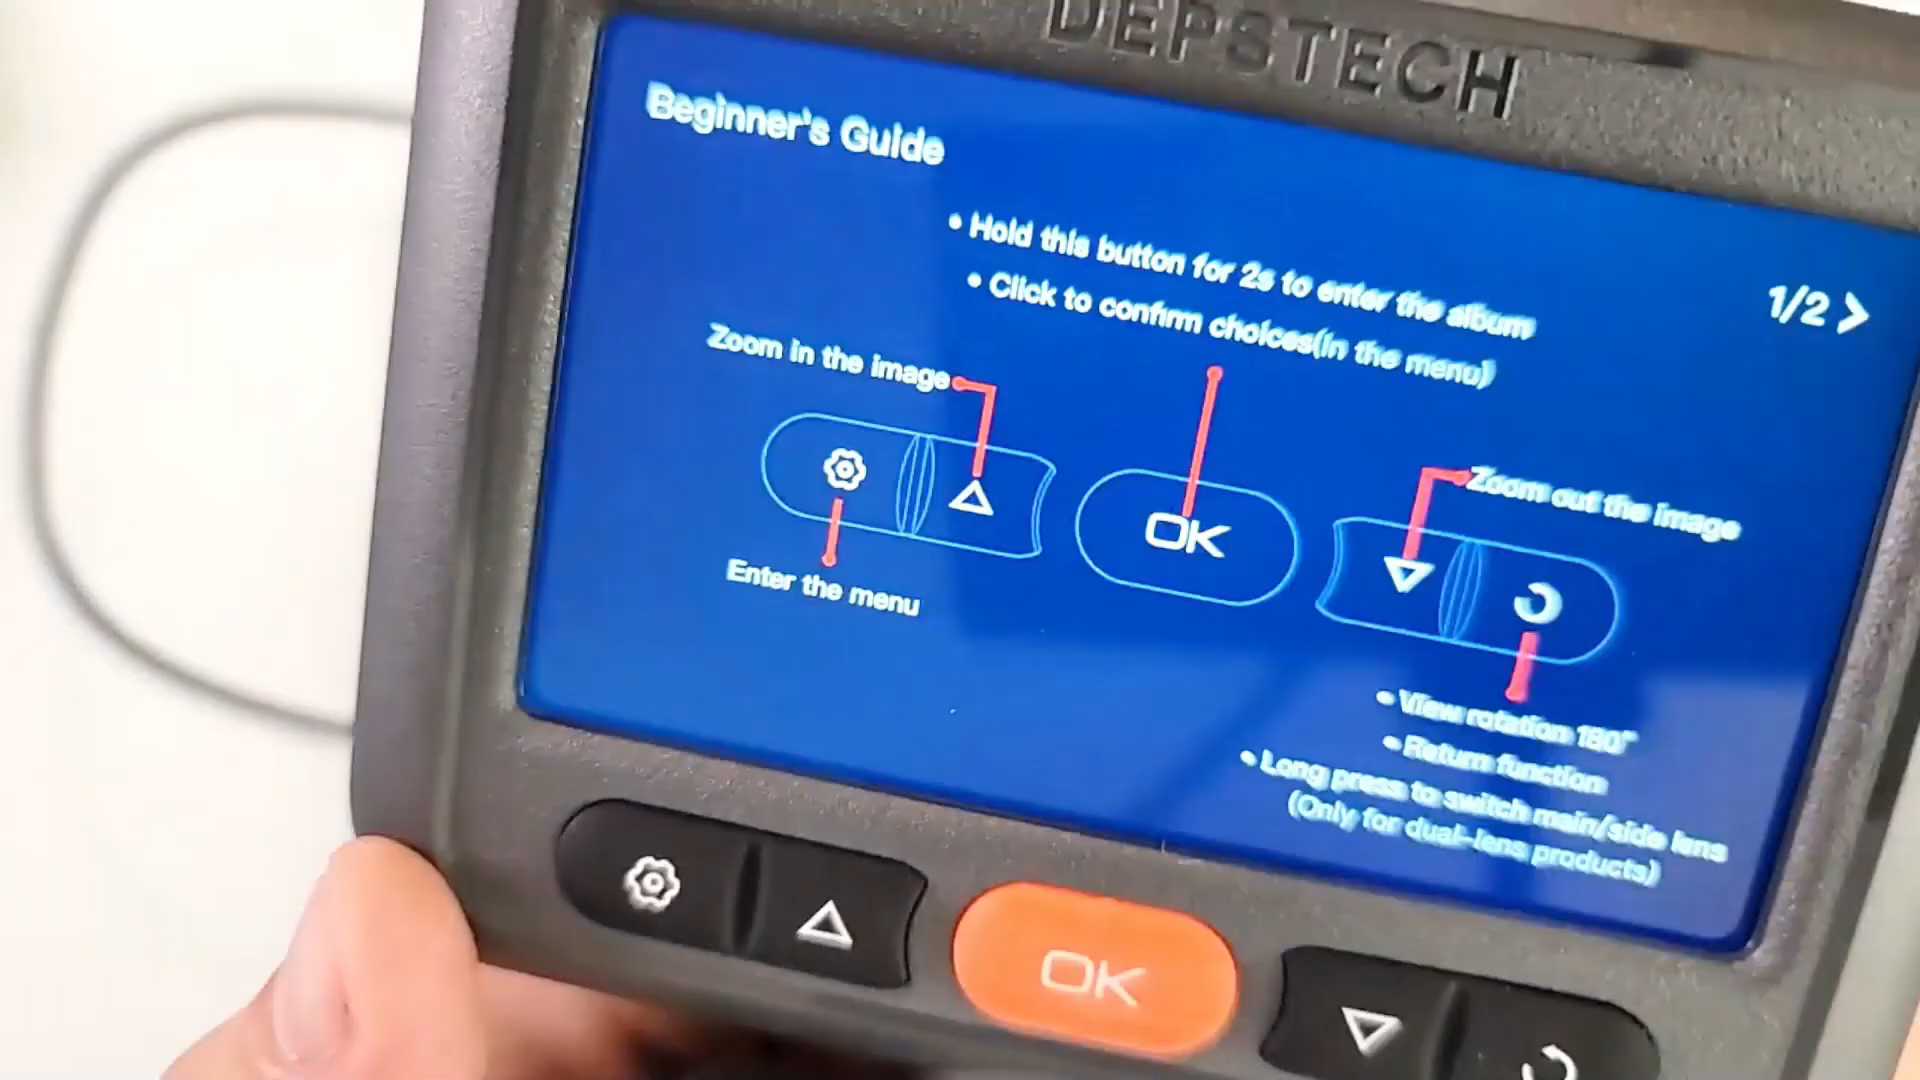 DEPSTECH
Beginner's Guide
• Hold this button for 2s to enter the album
• Click to confirm choices(in the menu)
1/2 >
Zoom in the image
Zoom out the image
OK
Enter the menu
• View rotation 180°
• Return function
• Long press to switch main/side lens
(Only for dual-lens products)
OK